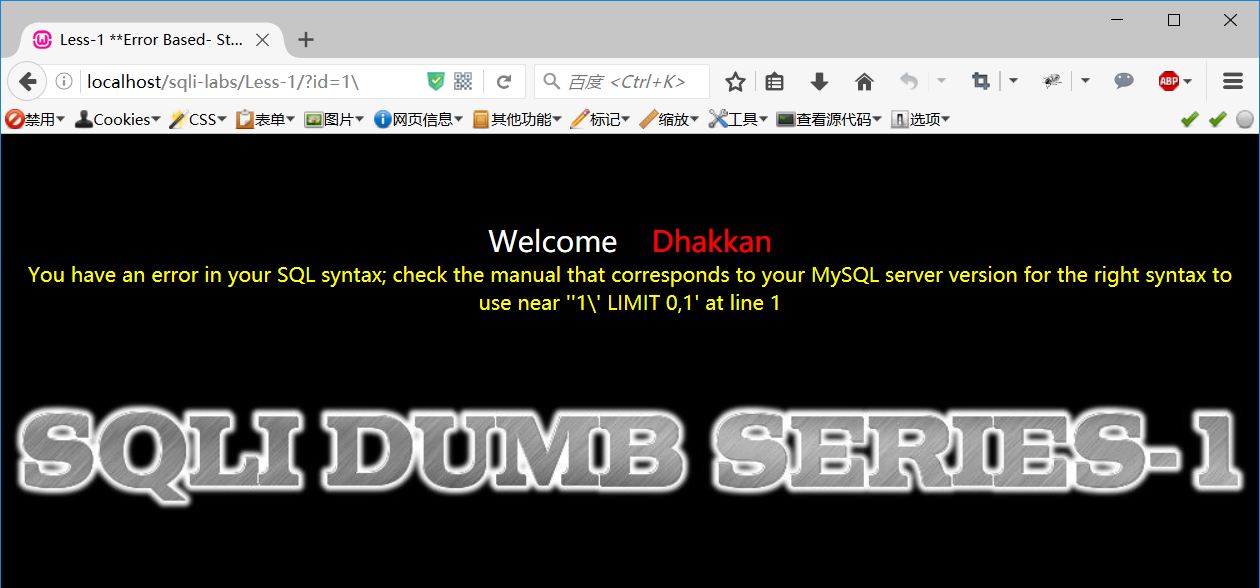 Less-1 **Error Based- St...
localhost/sqli-labs/Less-1/?id=1\
百度 <Ctrl+K>
ABP
禁用 Cookies CSS 表单 图片 网页信息 其他功能 标记 缩放 工具 查看源代码 选项
Welcome Dhakkan
You have an error in your SQL syntax; check the manual that corresponds to your MySQL server version for the right syntax to
use near ''1\' LIMIT 0,1' at line 1
SQLI DUMB SERIES-1